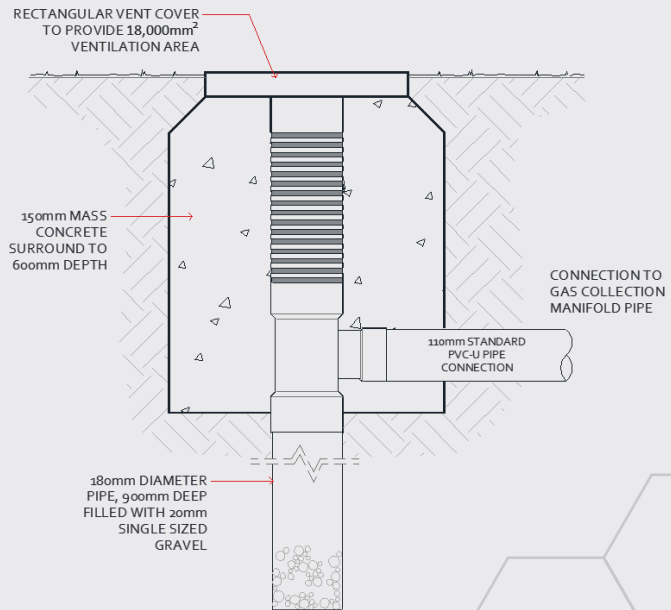 RECTANGULAR VENT COVER
TO PROVIDE 18,000mm²
VENTILATION AREA
150mm MASS
CONCRETE
SURROUND TO
600mm DEPTH
CONNECTION TO
GAS COLLECTION
MANIFOLD PIPE
110mm STANDARD
PVC-U PIPE
CONNECTION
180mm DIAMETER
PIPE, 900mm DEEP
FILLED WITH 20mm
SINGLE SIZED
GRAVEL